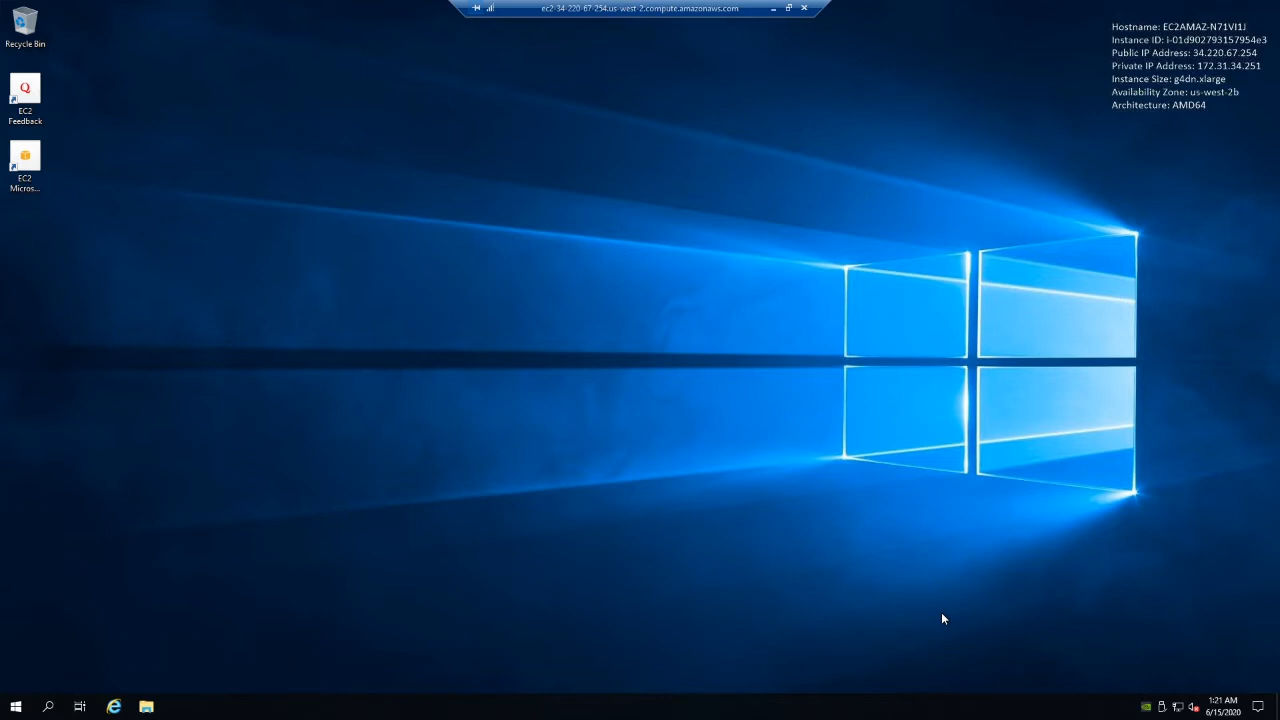 ec2-34-220-67-254.us-west-2.compute.amazonaws.com
Hostname: EC2AMAZ-N71VI1J
Instance ID: i-01d902793157954e3
Public IP Address: 34.220.67.254
Private IP Address: 172.31.34.251
Instance Size: g4dn.xlarge
Availability Zone: us-west-2b
Architecture: AMD64
Recycle Bin
EC2
Feedback
EC2
Micros...
1:21 AM
6/15/2020